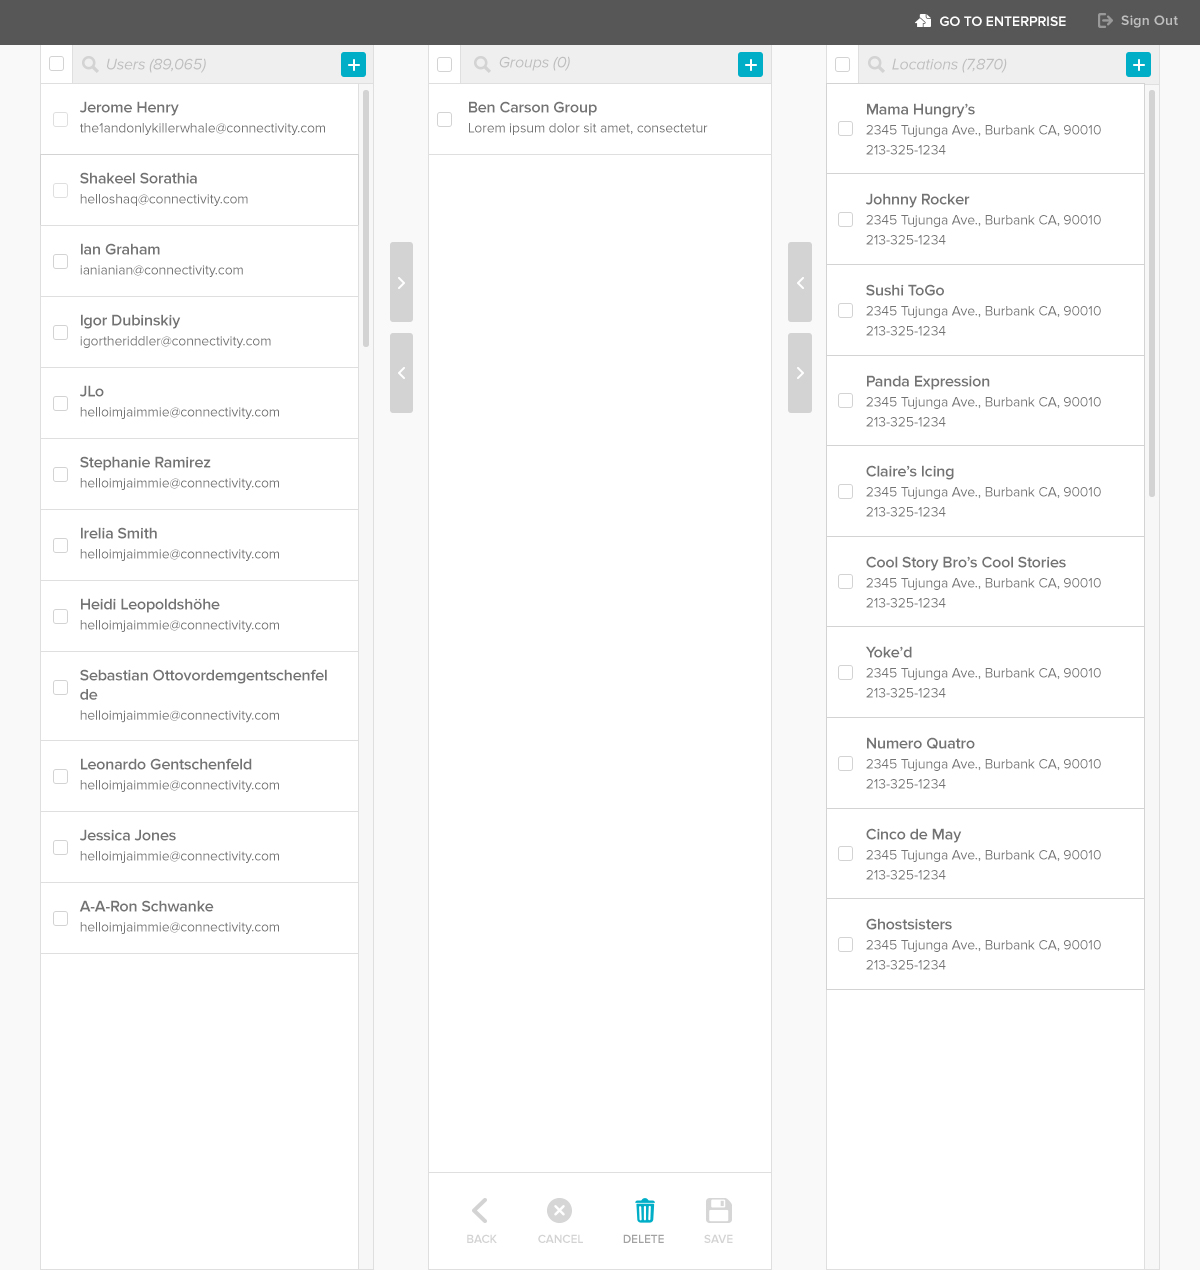 GO TO ENTERPRISE
Sign Out
Users (89,065)
Jerome Henry
the1andonlykillerwhale@connectivity.com
Shakeel Sorathia
helloshaq@connectivity.com
Ian Graham
ianianian@connectivity.com
Igor Dubinskiy
igortheriddler@connectivity.com
JLo
helloimjaimmie@connectivity.com
Stephanie Ramirez
helloimjaimmie@connectivity.com
Irelia Smith
helloimjaimmie@connectivity.com
Heidi Leopoldshöhe
helloimjaimmie@connectivity.com
Sebastian Ottovordemgentschenfel
de
helloimjaimmie@connectivity.com
Leonardo Gentschenfeld
helloimjaimmie@connectivity.com
Jessica Jones
helloimjaimmie@connectivity.com
A-A-Ron Schwanke
helloimjaimmie@connectivity.com
Groups (0)
Ben Carson Group
Lorem ipsum dolor sit amet, consectetur
BACK
CANCEL
DELETE
SAVE
Locations (7,870)
Mama Hungry’s
2345 Tujunga Ave., Burbank CA, 90010
213-325-1234
Johnny Rocker
2345 Tujunga Ave., Burbank CA, 90010
213-325-1234
Sushi ToGo
2345 Tujunga Ave., Burbank CA, 90010
213-325-1234
Panda Expression
2345 Tujunga Ave., Burbank CA, 90010
213-325-1234
Claire’s Icing
2345 Tujunga Ave., Burbank CA, 90010
213-325-1234
Cool Story Bro’s Cool Stories
2345 Tujunga Ave., Burbank CA, 90010
213-325-1234
Yoke’d
2345 Tujunga Ave., Burbank CA, 90010
213-325-1234
Numero Quatro
2345 Tujunga Ave., Burbank CA, 90010
213-325-1234
Cinco de May
2345 Tujunga Ave., Burbank CA, 90010
213-325-1234
Ghostsisters
2345 Tujunga Ave., Burbank CA, 90010
213-325-1234